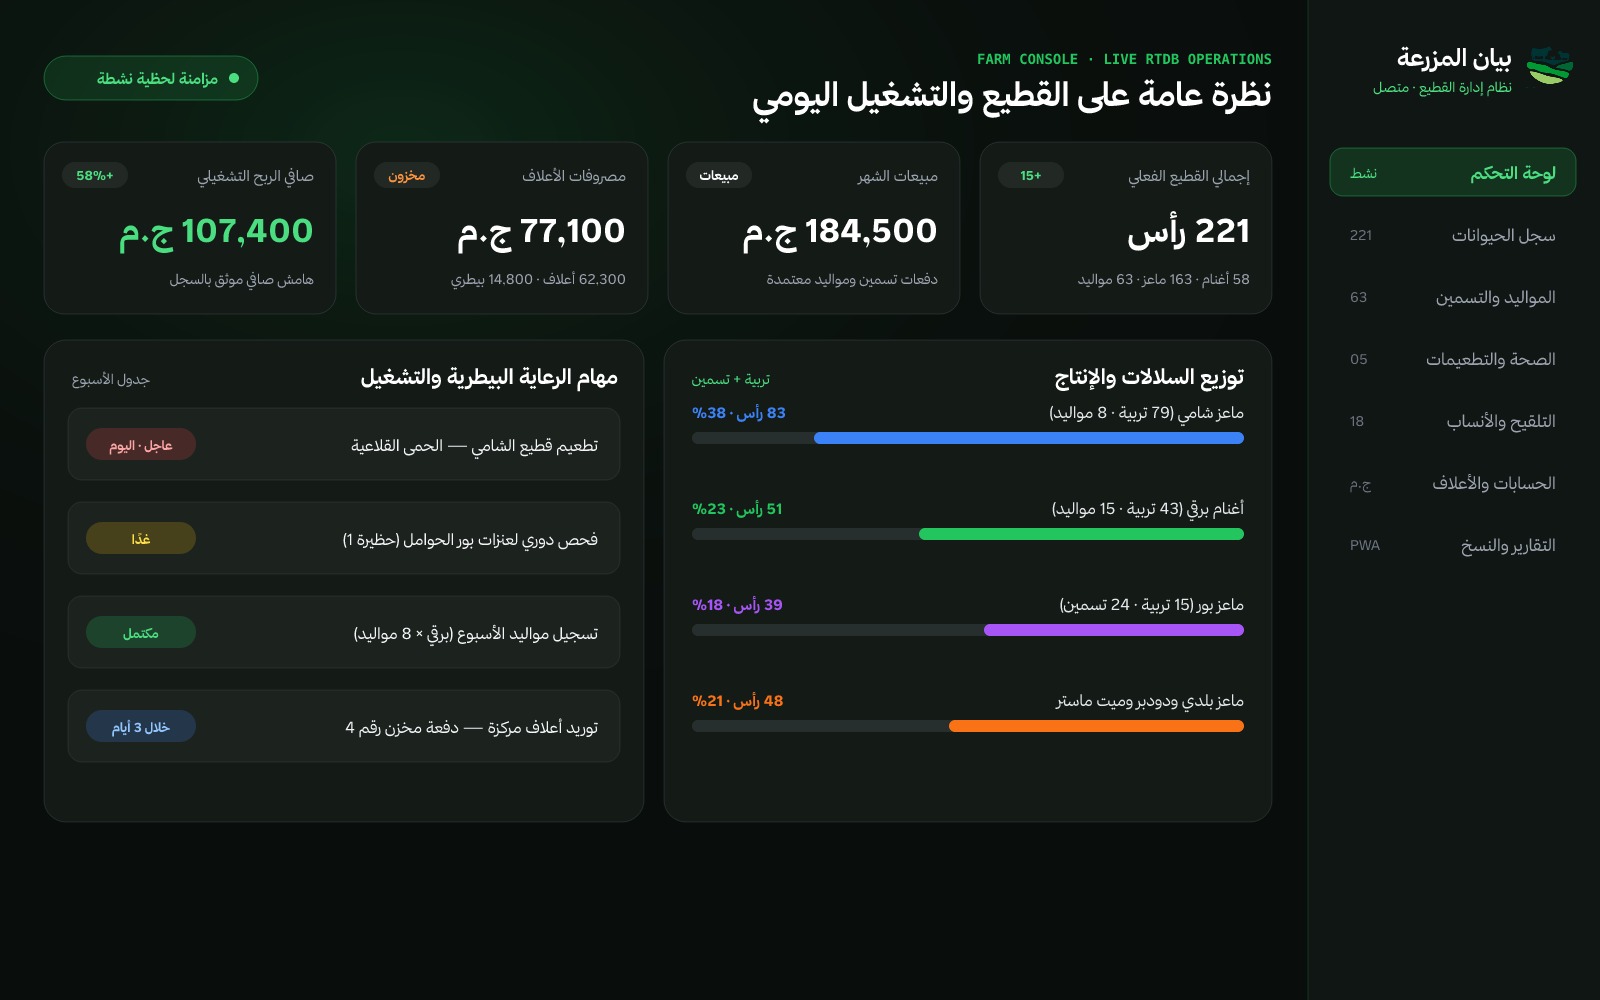 بيان المزرعة
نظام إدارة القطيع · متصل
لوحة التحكم نشط
سجل الحيوانات 221
المواليد والتسمين 63
الصحة والتطعيمات 05
التلقيح والأنساب 18
الحسابات والأعلاف ج.م
التقارير والنسخ PWA
FARM CONSOLE · LIVE RTDB OPERATIONS
نظرة عامة على القطيع والتشغيل اليومي
مزامنة لحظية نشطة
إجمالي القطيع الفعلي +15
221 رأس
58 أغنام · 163 ماعز · 63 مواليد
مبيعات الشهر مبيعات
184,500 ج.م
دفعات تسمين ومواليد معتمدة
مصروفات الأعلاف مخزون
77,100 ج.م
62,300 أعلاف · 14,800 بيطري
صافي الربح التشغيلي +58%
107,400 ج.م
هامش صافي موثق بالسجل
توزيع السلالات والإنتاج تربية + تسمين
ماعز شامي (79 تربية · 8 مواليد) 83 رأس · 38%
أغنام برقي (43 تربية · 15 مواليد) 51 رأس · 23%
ماعز بور (15 تربية · 24 تسمين) 39 رأس · 18%
ماعز بلدي ودودبر وميت ماستر 48 رأس · 21%
مهام الرعاية البيطرية والتشغيل جدول الأسبوع
تطعيم قطيع الشامي — الحمى القلاعية عاجل · اليوم
فحص دوري لعنزات بور الحوامل (حظيرة 1) غدًا
تسجيل مواليد الأسبوع (برقي × 8 مواليد) مكتمل
توريد أعلاف مركزة — دفعة مخزن رقم 4 خلال 3 أيام